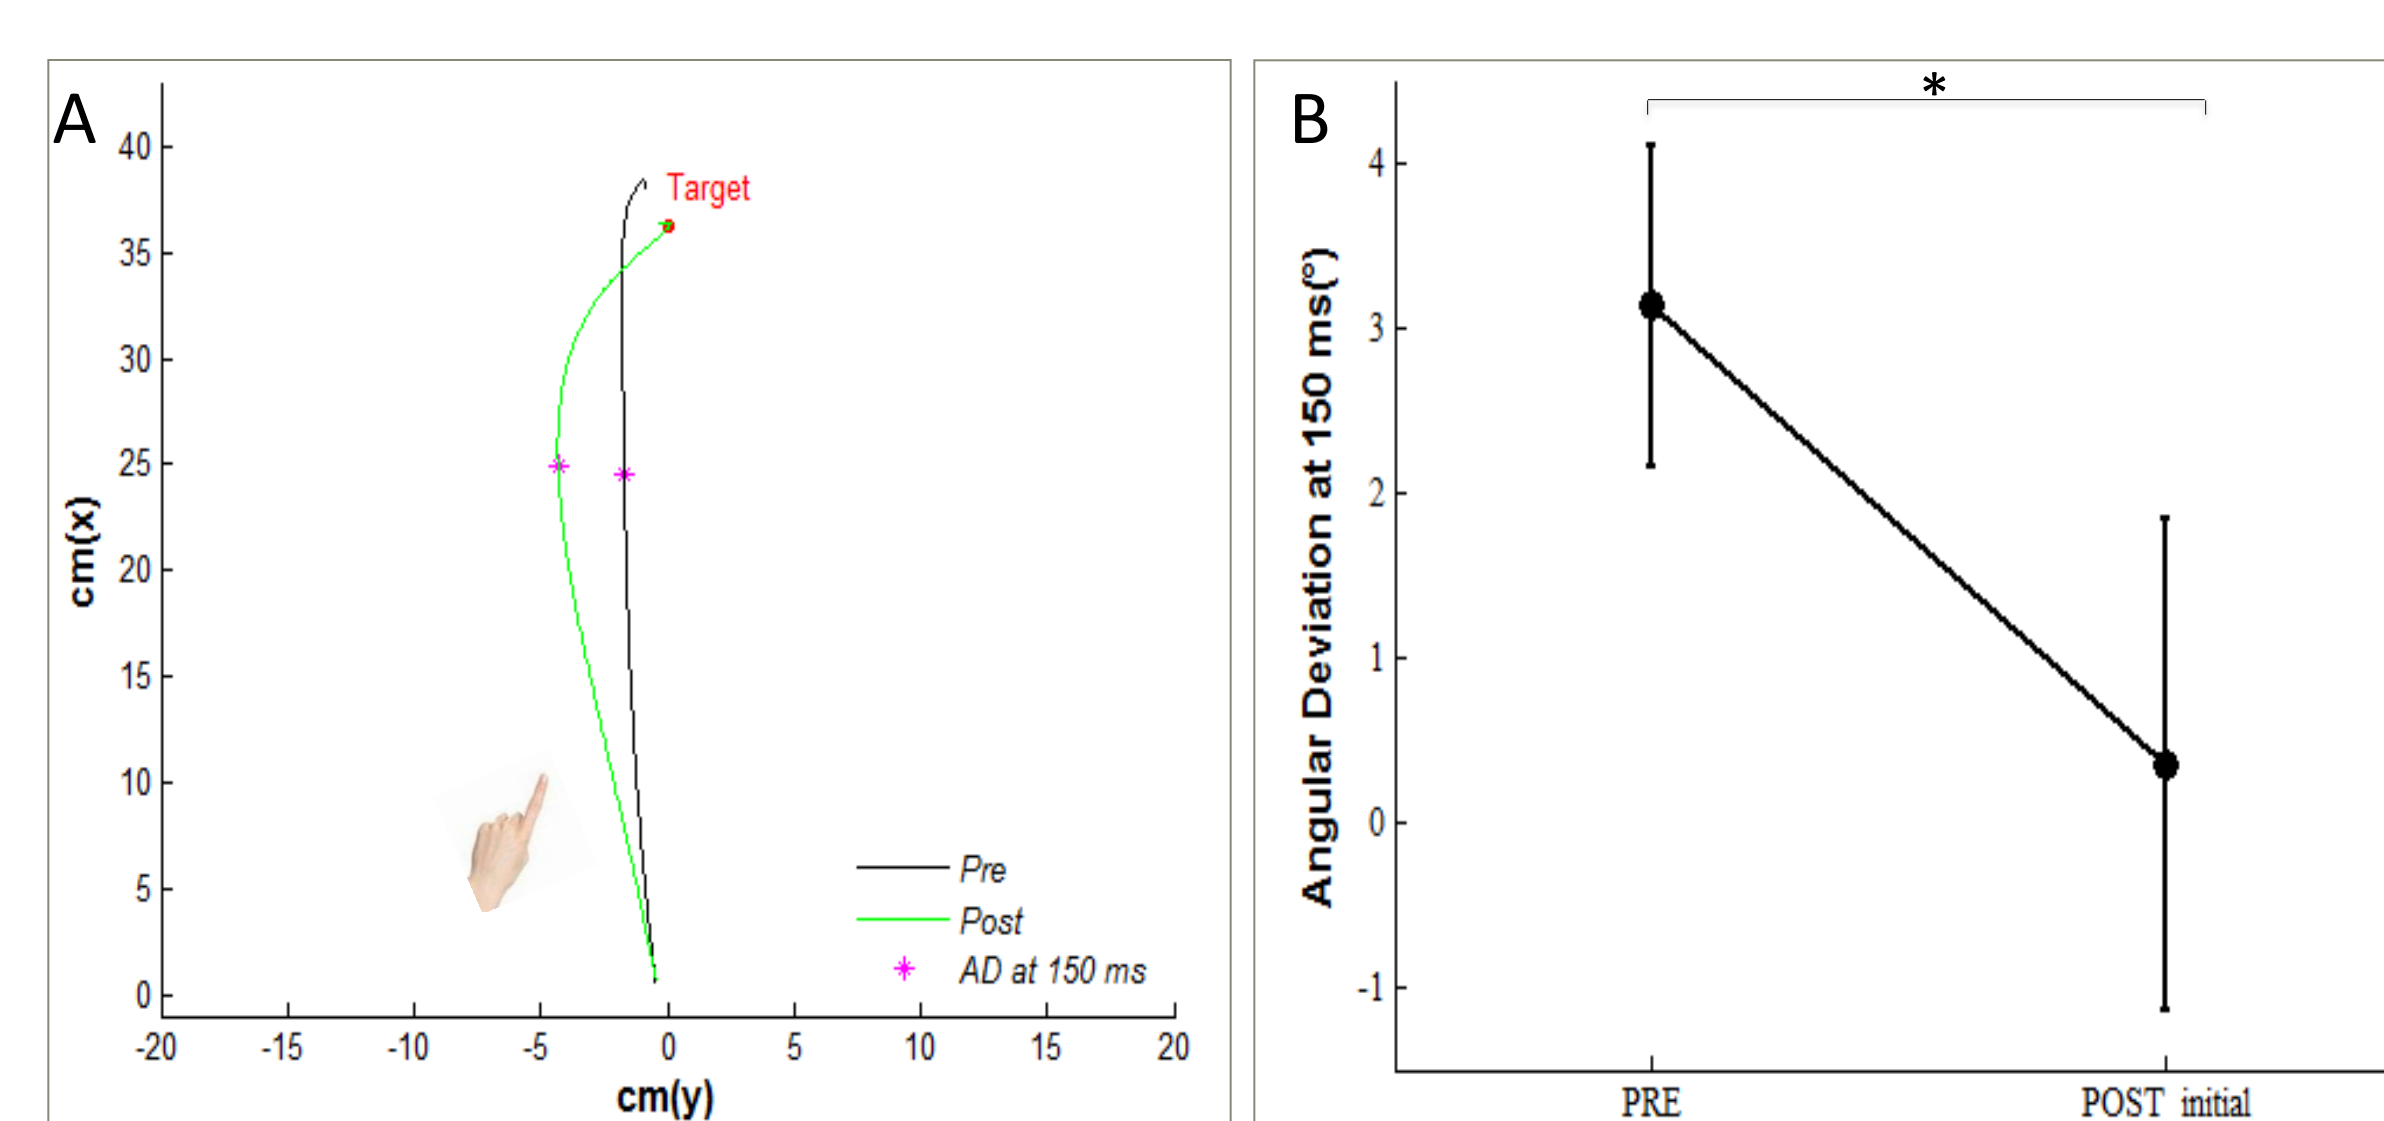 A
40
35
30
25
20
15
10
5
0
cm(x)
-20 -15 -10 -5 0 5 10 15 20
cm(y)
Target
Pre
Post
AD at 150 ms
B
*
4
3
2
1
0
-1
Angular Deviation at 150 ms(°)
PRE POST initial